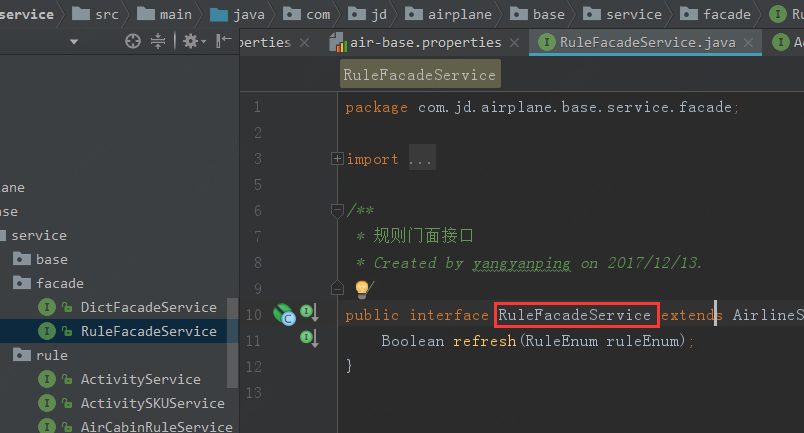 service src main java com jd airplane base service facade Ru
perties air-base.properties RuleFacadeService.java A
RuleFacadeService
1 package com.jd.airplane.base.service.facade;
2
3 import ...
5
6 /**
7 * 规则门面接口
8 * Created by yangyanping on 2017/12/13.
9 /
10 public interface RuleFacadeService extends AirlineS
11 Boolean refresh(RuleEnum ruleEnum);
12 }
13
ane
se
service
base
facade
DictFacadeService
RuleFacadeService
rule
ActivityService
ActivitySKUService
AirCabinRuleService